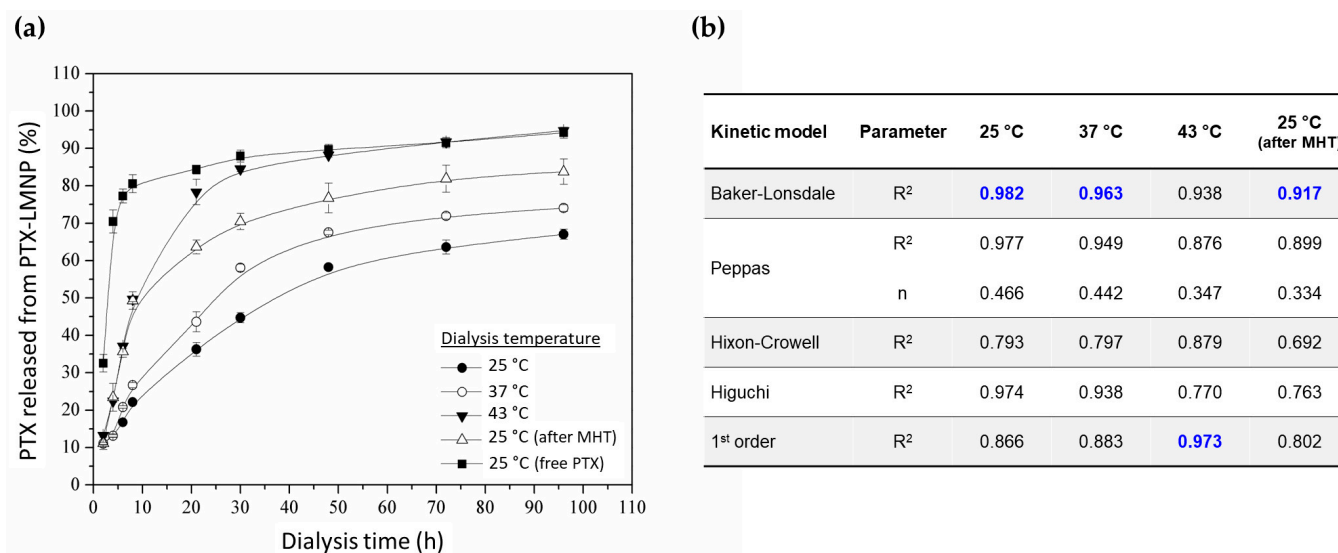 (a)
PTX released from PTX-LMNP (%)
110
100
90
80
70
60
50
40
30
20
10
0
0 10 20 30 40 50 60 70 80 90 100 110
Dialysis time (h)
Dialysis temperature
25 °C
37 °C
43 °C
25 °C (after MHT)
25 °C (free PTX)
(b)
Kinetic model Parameter 25 °C 37 °C 43 °C 25 °C
(after MHT)
Baker-Lonsdale R² 0.982 0.963 0.938 0.917
Peppas
R² 0.977 0.949 0.876 0.899
n 0.466 0.442 0.347 0.334
Hixon-Crowell R² 0.793 0.797 0.879 0.692
Higuchi R² 0.974 0.938 0.770 0.763
1st order R² 0.866 0.883 0.973 0.802